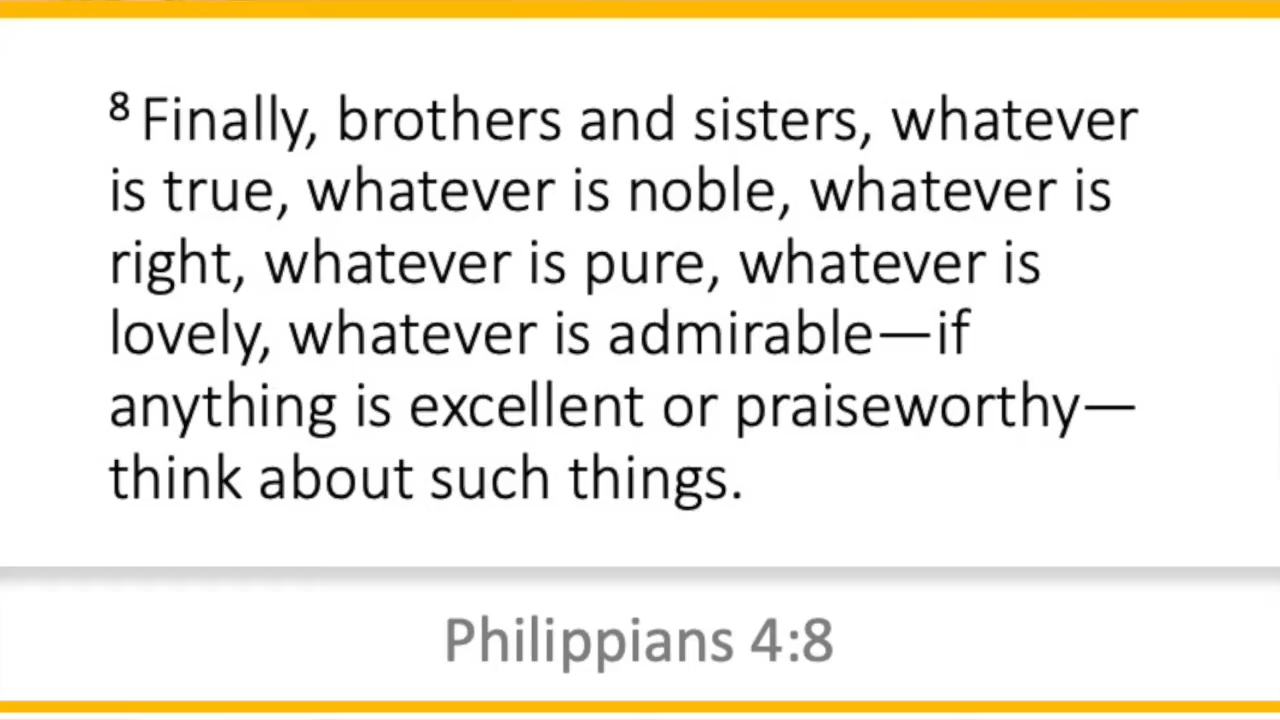 ⁸ Finally, brothers and sisters, whatever
is true, whatever is noble, whatever is
right, whatever is pure, whatever is
lovely, whatever is admirable—if
anything is excellent or praiseworthy—
think about such things.
Philippians 4:8